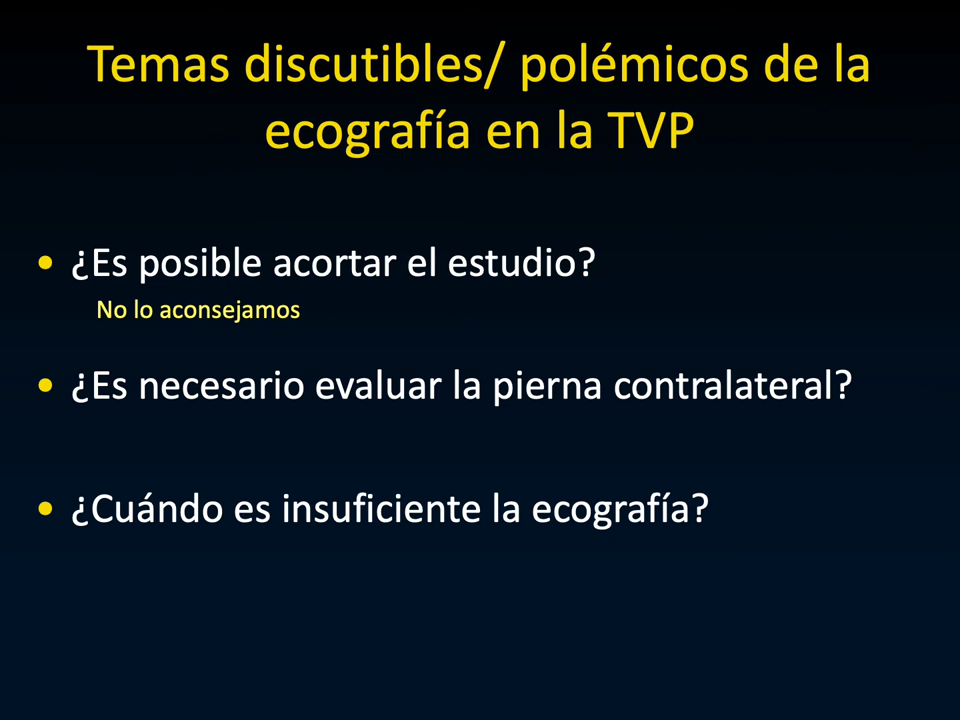 Temas discutibles/ polémicos de la
ecografía en la TVP
• ¿Es posible acortar el estudio?
No lo aconsejamos
• ¿Es necesario evaluar la pierna contralateral?
• ¿Cuándo es insuficiente la ecografía?